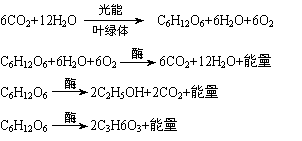 6CO₂+12H₂O 光能 叶绿体 C₆H₁₂O₆+6H₂O+6O₂
C₆H₁₂O₆+6H₂O+6O₂ 酶 6CO₂+12H₂O+能量
C₆H₁₂O₆ 酶 2C₂H₅OH+2CO₂+能量
C₆H₁₂O₆ 酶 2C₃H6O₃+能量